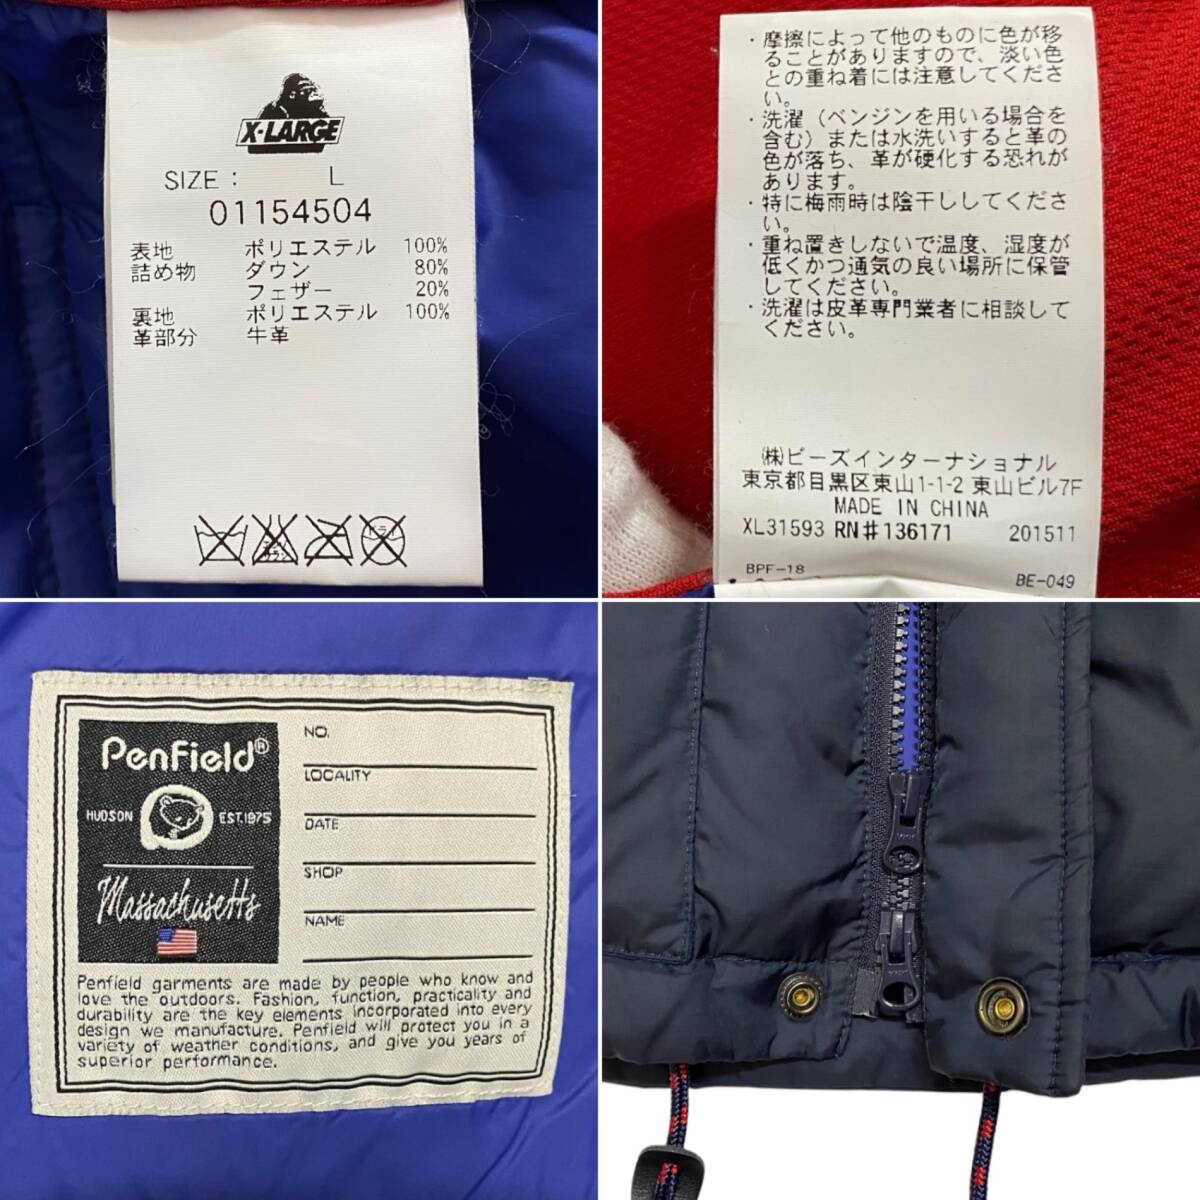 X-LARGE
SIZE : L
01154504
表地 ポリエステル 100%
詰め物 ダウン 80%
フェザー 20%
裏地 ポリエステル 100%
革部分 牛革
・摩擦によって他のものに色が移
ることがありますので、淡い色
との重ね着には注意してくださ
い。
・洗濯（ベンジンを用いる場合を
含む）または水洗いすると革の
色が落ち、革が硬化する恐れが
あります。
・特に梅雨時は陰干ししてくださ
い。
・重ね置きしないで温度、湿度が
低くかつ通気の良い場所に保管
してください。
・洗濯は皮革専門業者に相談して
ください。
㈱ビーズインターナショナル
東京都目黒区東山1-1-2 東山ビル7F
MADE IN CHINA
XL31593 RN#136171 201511
BPF-18 BE-049
Penfield®
HUDSON EST.1975
Massachusetts
NO.
LOCALITY
DATE
SHOP
NAME
Penfield garments are made by people who know and
love the outdoors. Fashion, function, practicality and
durability are the key elements incorporated into every
design we manufacture. Penfield will protect you in a
variety of weather conditions, and give you years of
superior performance.